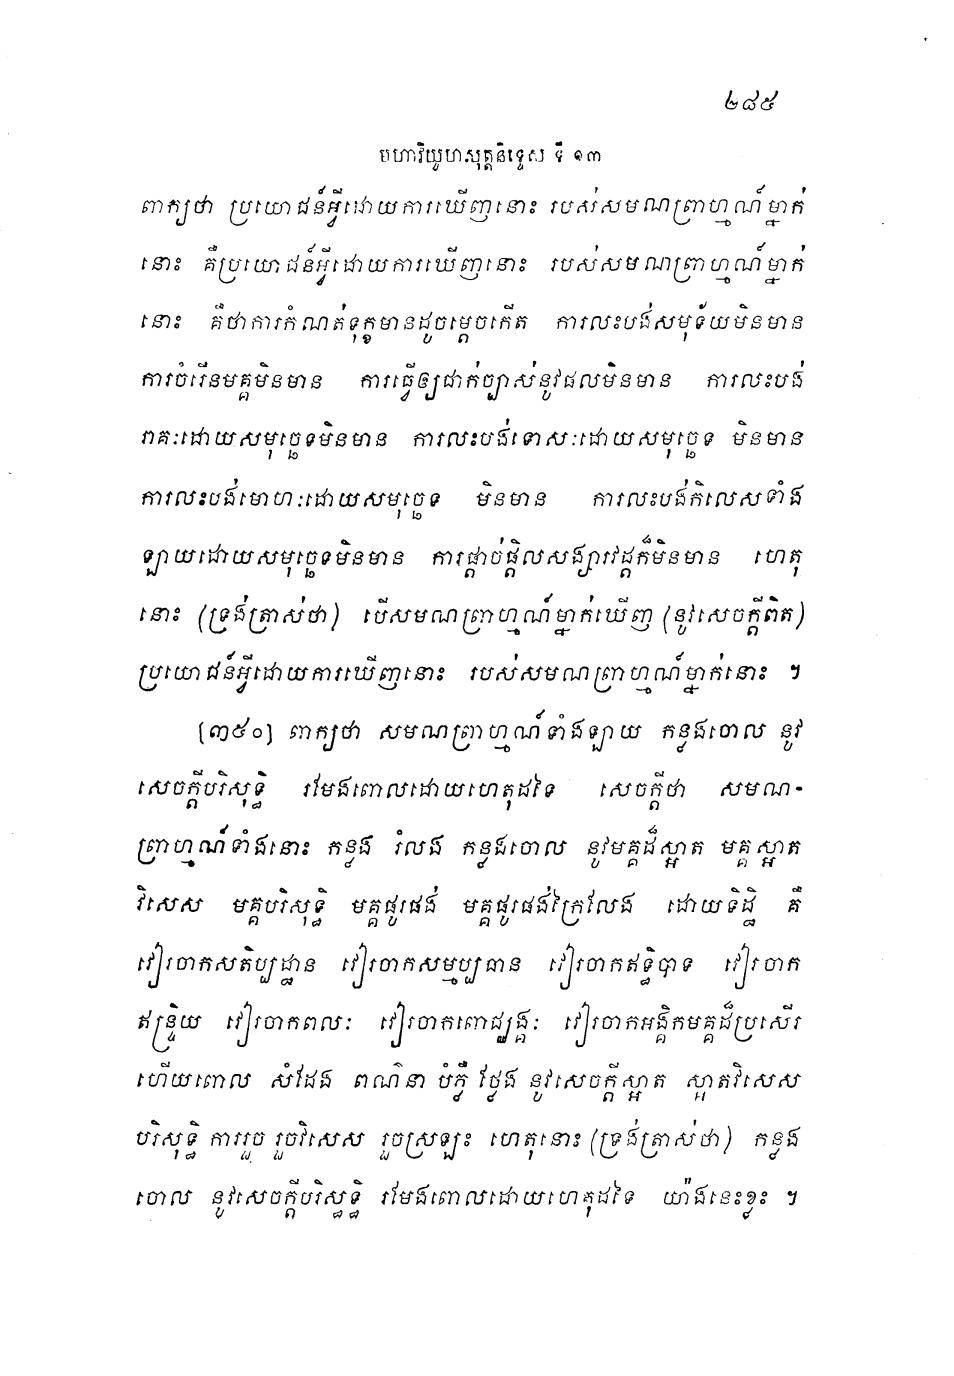 ២៨៥
មហាវិយូហសុត្តនិទ្ទេស ទី ១៣
ពាក្យថា ប្រយោជន៍អ្វីដោយការឃើញនោះ របស់សមណព្រាហ្មណ៍ម្នាក់
នោះ គឺប្រយោជន៍អ្វីដោយការឃើញនោះ របស់សមណព្រាហ្មណ៍ម្នាក់
នោះ គឺថាការកំណត់ទុក្ខមានដូចម្តេចកើត ការលះបង់សមុទ័យមិនមាន
ការចំរើនមគ្គមិនមាន ការធ្វើឲ្យជាក់ច្បាស់នូវផលមិនមាន ការលះបង់
រាគៈដោយសមុច្ឆេទមិនមាន ការលះបង់ទោសៈដោយសមុច្ឆេទ មិនមាន
ការលះបង់មោហៈដោយសមុច្ឆេទ មិនមាន ការលះបង់កិលេសទាំង
ឡាយដោយសមុច្ឆេទមិនមាន ការផ្តាច់ផ្តិលសង្សារវដ្តក៏មិនមាន ហេតុ
នោះ (ទ្រង់ត្រាស់ថា) បើសមណព្រាហ្មណ៍ម្នាក់ឃើញ (នូវសេចក្តីពិត)
ប្រយោជន៍អ្វីដោយការឃើញនោះ របស់សមណព្រាហ្មណ៍ម្នាក់នោះ ។
[៣៥០] ពាក្យថា សមណព្រាហ្មណ៍ទាំងឡាយ កន្លងចោល នូវ
សេចក្តីបរិសុទ្ធិ រមែងពោលដោយហេតុដទៃ សេចក្តីថា សមណ-
ព្រាហ្មណ៍ទាំងនោះ កន្លង រំលង កន្លងចោល នូវមគ្គដ៏ស្អាត មគ្គស្អាត
វិសេស មគ្គបរិសុទ្ធិ មគ្គផូរផង់ មគ្គផូរផង់ក្រៃលែង ដោយទិដ្ឋិ គឺ
វៀរចាកសតិប្បដ្ឋាន វៀរចាកសម្មប្បធាន វៀរចាកឥទ្ធិបាទ វៀរចាក
ឥន្ទ្រិយ វៀរចាកពលៈ វៀរចាកពោជ្ឈង្គៈ វៀរចាកអង្គិកមគ្គដ៏ប្រសើរ
ហើយពោល សំដែង ពណ៌នា បំភ្លឺ ថ្លែង នូវសេចក្តីស្អាត ស្អាតវិសេស
បរិសុទ្ធិ ការរួច រួចវិសេស រួចស្រឡះ ហេតុនោះ (ទ្រង់ត្រាស់ថា) កន្លង
ចោល នូវសេចក្តីបរិសុទ្ធិ រមែងពោលដោយហេតុដទៃ យ៉ាងនេះខ្លះ ។